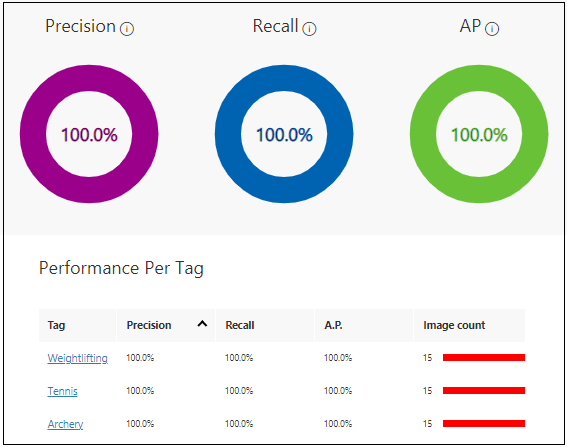 Precision Recall AP
100.0% 100.0% 100.0%
Performance Per Tag
Tag Precision Recall A.P. Image count
Weightlifting 100.0% 100.0% 100.0% 15
Tennis 100.0% 100.0% 100.0% 15
Archery 100.0% 100.0% 100.0% 15